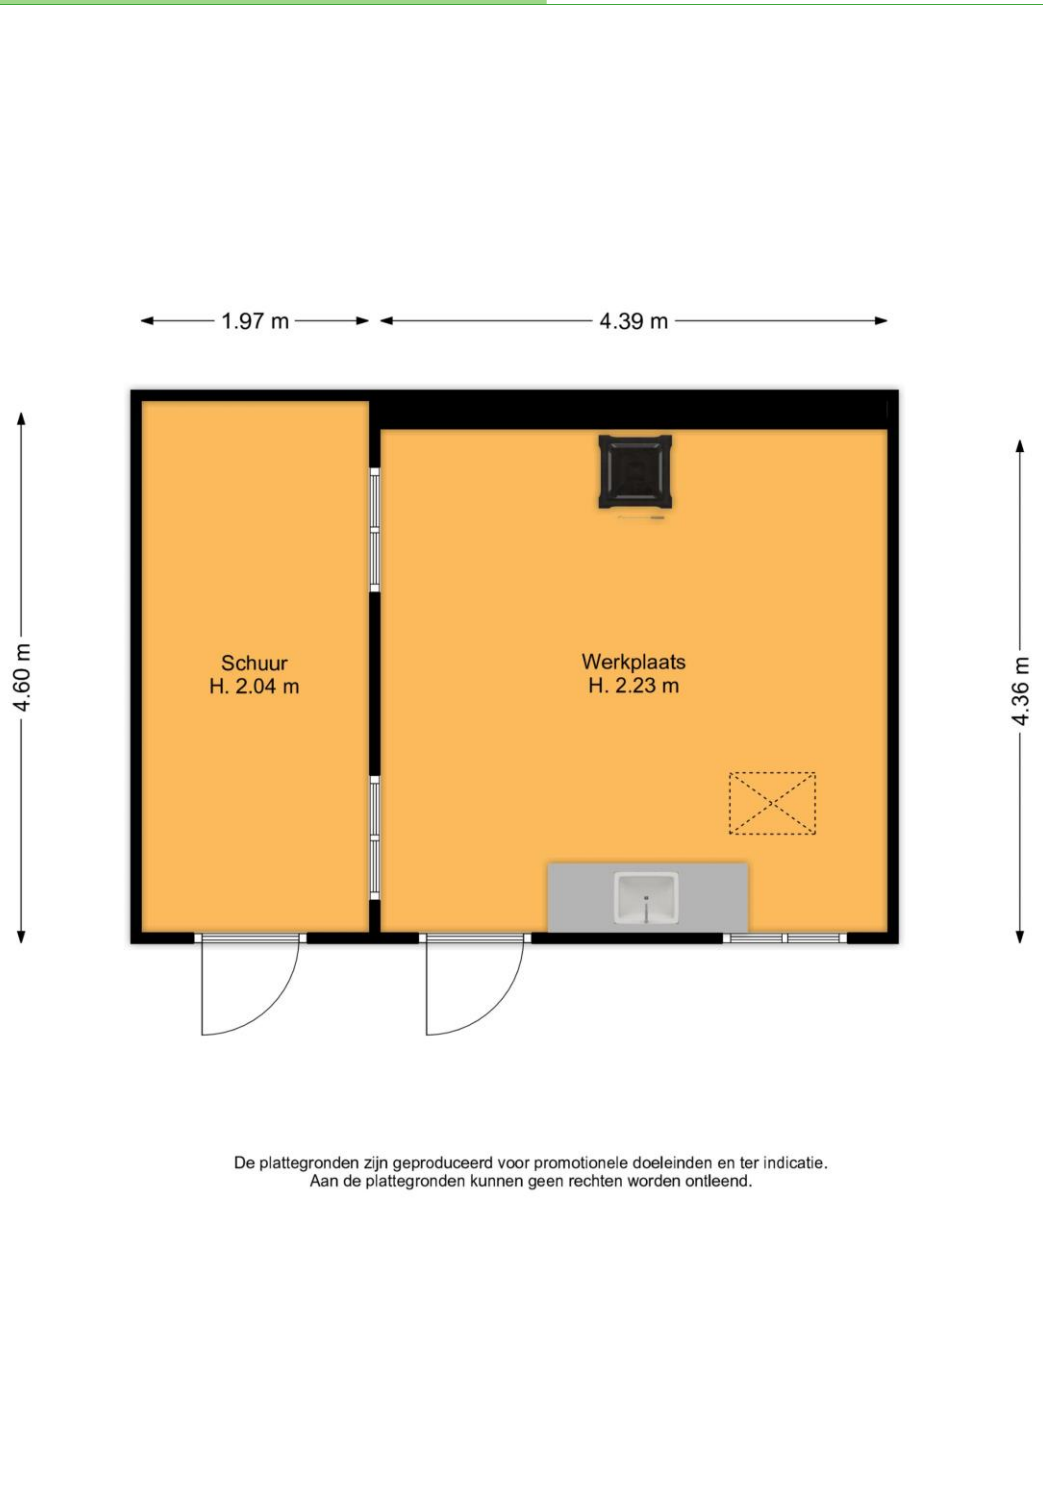 1.97 m
4.39 m
4.60 m
4.36 m
Schuur
H. 2.04 m
Werkplaats
H. 2.23 m
De plattegronden zijn geproduceerd voor promotionele doeleinden en ter indicatie.
Aan de plattegronden kunnen geen rechten worden ontleend.